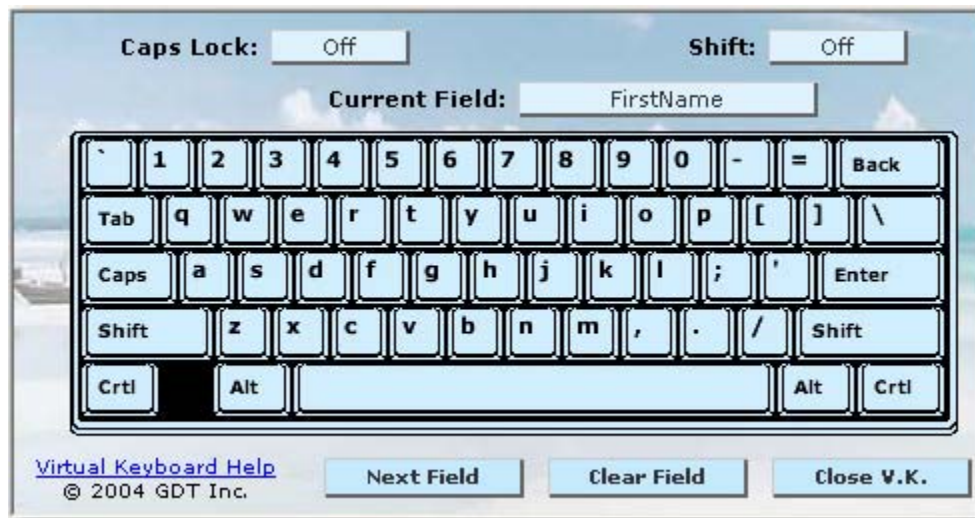 Caps Lock: Off Shift: Off
Current Field: FirstName
` 1 2 3 4 5 6 7 8 9 0 - = Back
Tab q w e r t y u i o p [ ] \
Caps a s d f g h j k l ; ' Enter
Shift z x c v b n m , . / Shift
Crtl Alt Alt Crtl
Virtual Keyboard Help Next Field Clear Field Close V.K.
© 2004 GDT Inc.